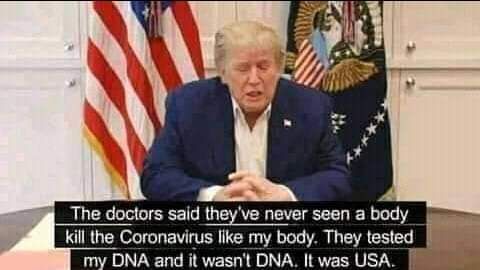 The doctors said they've never seen a body
kill the Coronavirus like my body. They tested
my DNA and it wasn't DNA. It was USA.